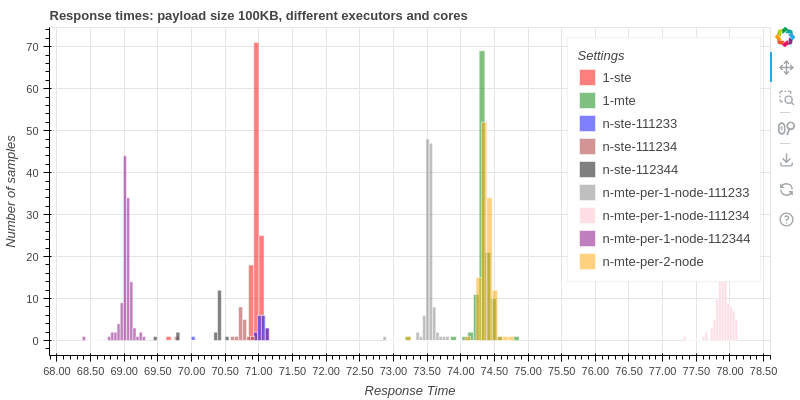 Response times: payload size 100KB, different executors and cores
Settings
1-ste
1-mte
n-ste-111233
n-ste-111234
n-ste-112344
n-mte-per-1-node-111233
n-mte-per-1-node-111234
n-mte-per-1-node-112344
n-mte-per-2-node
Number of samples
70
60
50
40
30
20
10
0
68.00 68.50 69.00 69.50 70.00 70.50 71.00 71.50 72.00 72.50 73.00 73.50 74.00 74.50 75.00 75.50 76.00 76.50 77.00 77.50 78.00 78.50
Response Time